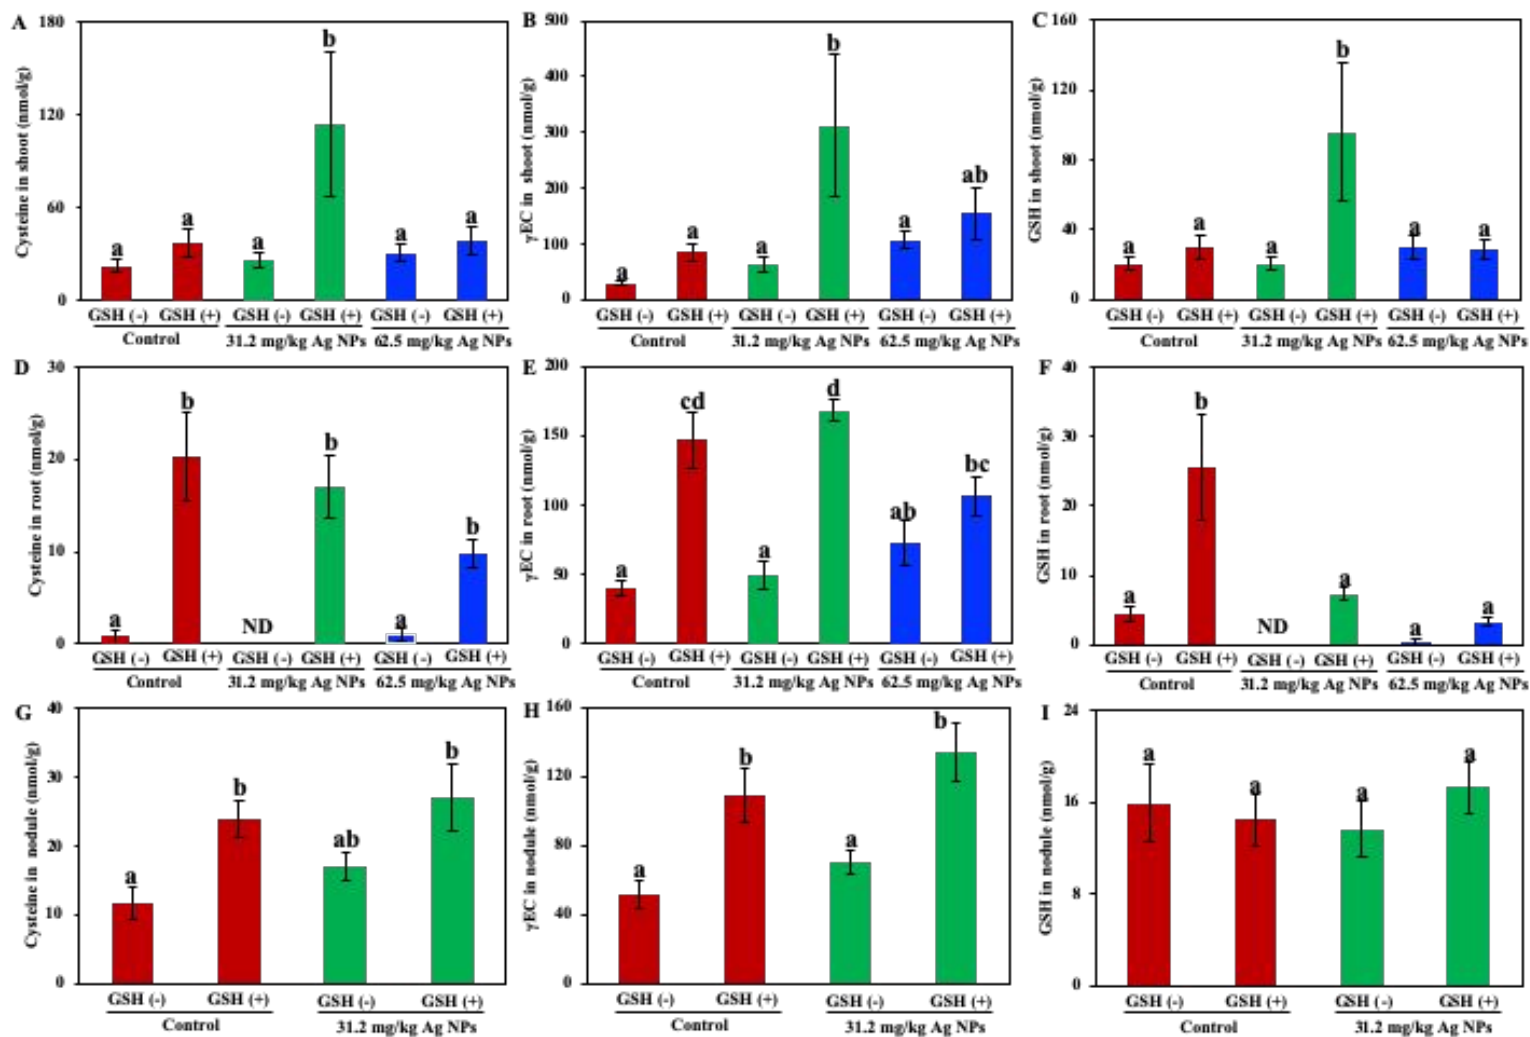 A
Cysteine in shoot (nmol/g)
180
120
60
0
a
a
a
b
a
a
GSH (-) GSH (+) GSH (-) GSH (+) GSH (-) GSH (+)
Control 31.2 mg/kg Ag NPs 62.5 mg/kg Ag NPs
B
γEC in shoot (nmol/g)
500
400
300
200
100
0
a
a
a
b
a
ab
GSH (-) GSH (+) GSH (-) GSH (+) GSH (-) GSH (+)
Control 31.2 mg/kg Ag NPs 62.5 mg/kg Ag NPs
C
GSH in shoot (nmol/g)
160
120
80
40
0
a
a
a
b
a
a
GSH (-) GSH (+) GSH (-) GSH (+) GSH (-) GSH (+)
Control 31.2 mg/kg Ag NPs 62.5 mg/kg Ag NPs
D
Cysteine in root (nmol/g)
30
20
10
0
a
b
ND
b
a
b
GSH (-) GSH (+) GSH (-) GSH (+) GSH (-) GSH (+)
Control 31.2 mg/kg Ag NPs 62.5 mg/kg Ag NPs
E
γEC in root (nmol/g)
200
150
100
50
0
a
cd
a
d
ab
bc
GSH (-) GSH (+) GSH (-) GSH (+) GSH (-) GSH (+)
Control 31.2 mg/kg Ag NPs 62.5 mg/kg Ag NPs
F
GSH in root (nmol/g)
40
30
20
10
0
a
b
ND
a
a
a
GSH (-) GSH (+) GSH (-) GSH (+) GSH (-) GSH (+)
Control 31.2 mg/kg Ag NPs 62.5 mg/kg Ag NPs
G
Cysteine in nodule (nmol/g)
40
30
20
10
0
a
b
ab
b
GSH (-) GSH (+) GSH (-) GSH (+)
Control 31.2 mg/kg Ag NPs
H
γEC in nodule (nmol/g)
160
120
80
40
0
a
b
a
b
GSH (-) GSH (+) GSH (-) GSH (+)
Control 31.2 mg/kg Ag NPs
I
GSH in nodule (nmol/g)
24
16
8
0
a
a
a
a
GSH (-) GSH (+) GSH (-) GSH (+)
Control 31.2 mg/kg Ag NPs